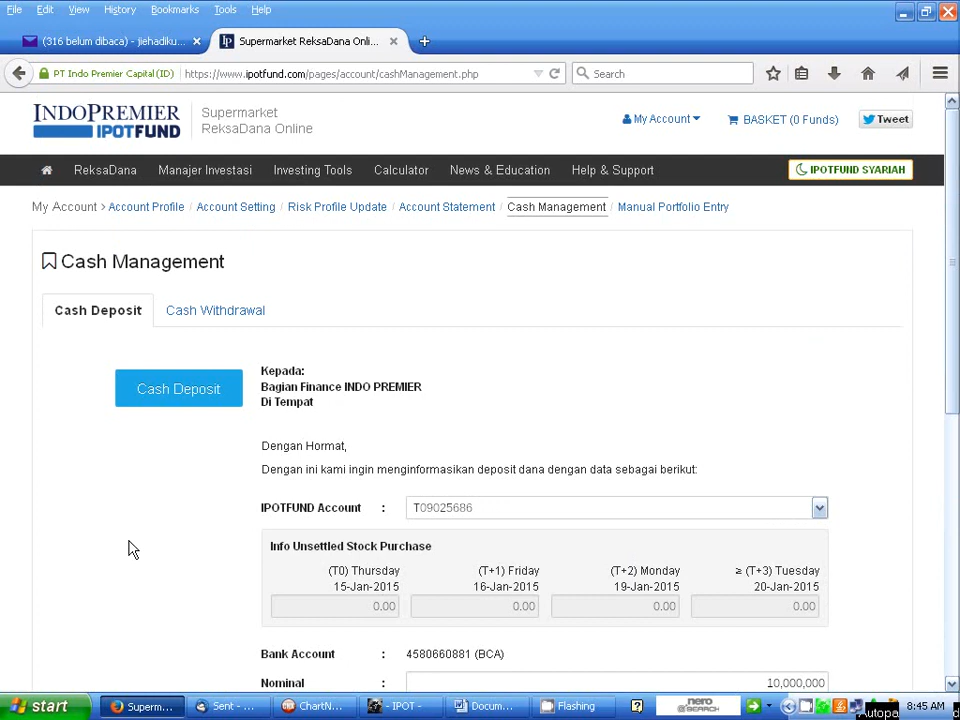 File Edit View History Bookmarks Tools Help
(316 belum dibaca) - jiehadiku...
Supermarket ReksaDana Onli...
PT Indo Premier Capital (ID)
https://www.ipotfund.com/pages/account/cashManagement.php
Search
INDOPREMIER
IPOTFUND
Supermarket
ReksaDana Online
My Account
BASKET (0 Funds)
Tweet
ReksaDana
Manajer Investasi
Investing Tools
Calculator
News & Education
Help & Support
IPOTFUND SYARIAH
My Account > Account Profile / Account Setting / Risk Profile Update / Account Statement / Cash Management / Manual Portfolio Entry
Cash Management
Cash Deposit
Cash Withdrawal
Cash Deposit
Kepada:
Bagian Finance INDO PREMIER
Di Tempat
Dengan Hormat,
Dengan ini kami ingin menginformasikan deposit dana dengan data sebagai berikut:
IPOTFUND Account : T09025686
Info Unsettled Stock Purchase
(T0) Thursday (T+1) Friday (T+2) Monday ≥ (T+3) Tuesday
15-Jan-2015 16-Jan-2015 19-Jan-2015 20-Jan-2015
0.00 0.00 0.00 0.00
Bank Account : 4580660881 (BCA)
Nominal : 10,000,000
start
Superm...
Sent - ...
ChartN...
- IPOT -
Docum...
Flashing
nero
SEARCH
8:45 AM